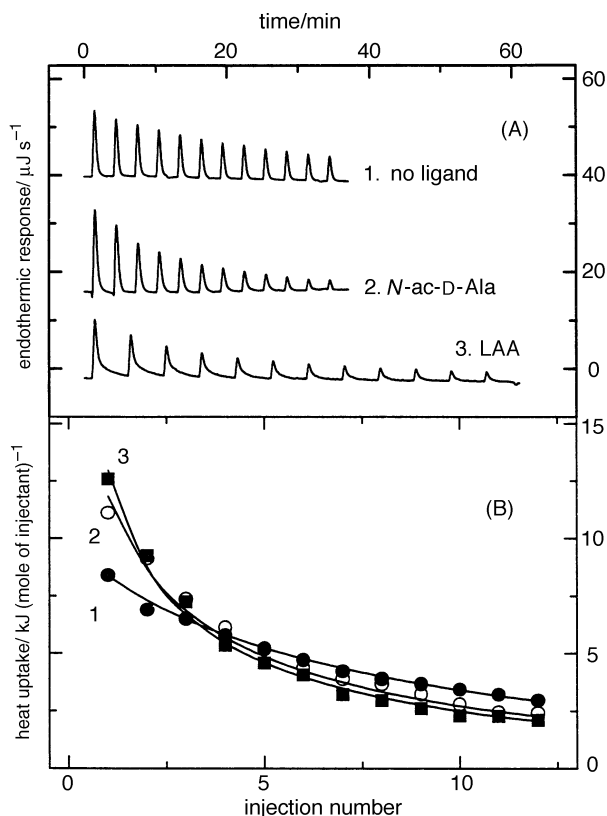 time/min
0 20 40 60
60
40
20
0
endothermic response/ μJ s⁻¹
(A)
1. no ligand
2. N-ac-D-Ala
3. LAA
15
10
5
0
heat uptake/ kJ (mole of injectant)⁻¹
(B)
3
2
1
0 5 10
injection number